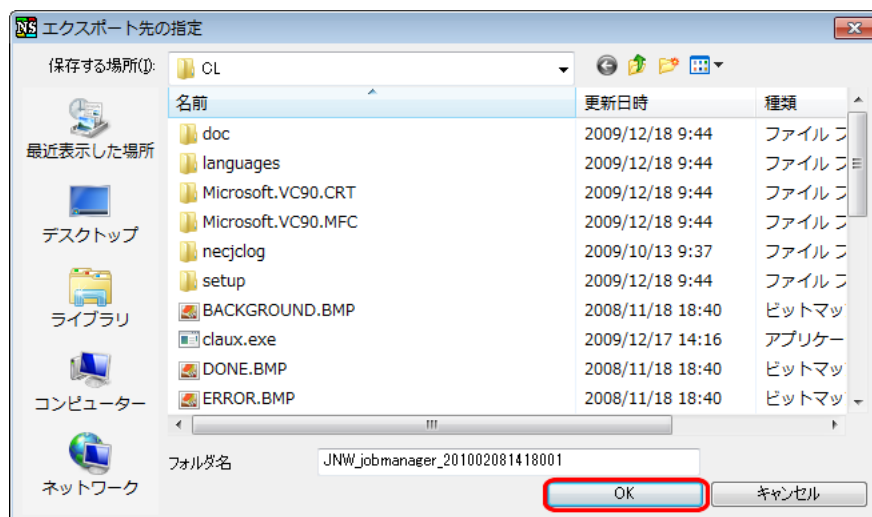 NS エクスポート先の指定
保存する場所(I): CL
名前 更新日時 種類
doc 2009/12/18 9:44 ファイル フ
languages 2009/12/18 9:44 ファイル フ
Microsoft.VC90.CRT 2009/12/18 9:44 ファイル フ
Microsoft.VC90.MFC 2009/12/18 9:44 ファイル フ
necjclog 2009/10/13 9:37 ファイル フ
setup 2009/12/18 9:44 ファイル フ
BACKGROUND.BMP 2008/11/18 18:40 ビットマッ
claux.exe 2009/12/17 14:16 アプリケー
DONE.BMP 2008/11/18 18:40 ビットマッ
ERROR.BMP 2008/11/18 18:40 ビットマッ
最近表示した場所
デスクトップ
ライブラリ
コンピューター
ネットワーク
フォルダ名 JNW_jobmanager_201002081418001
OK キャンセル